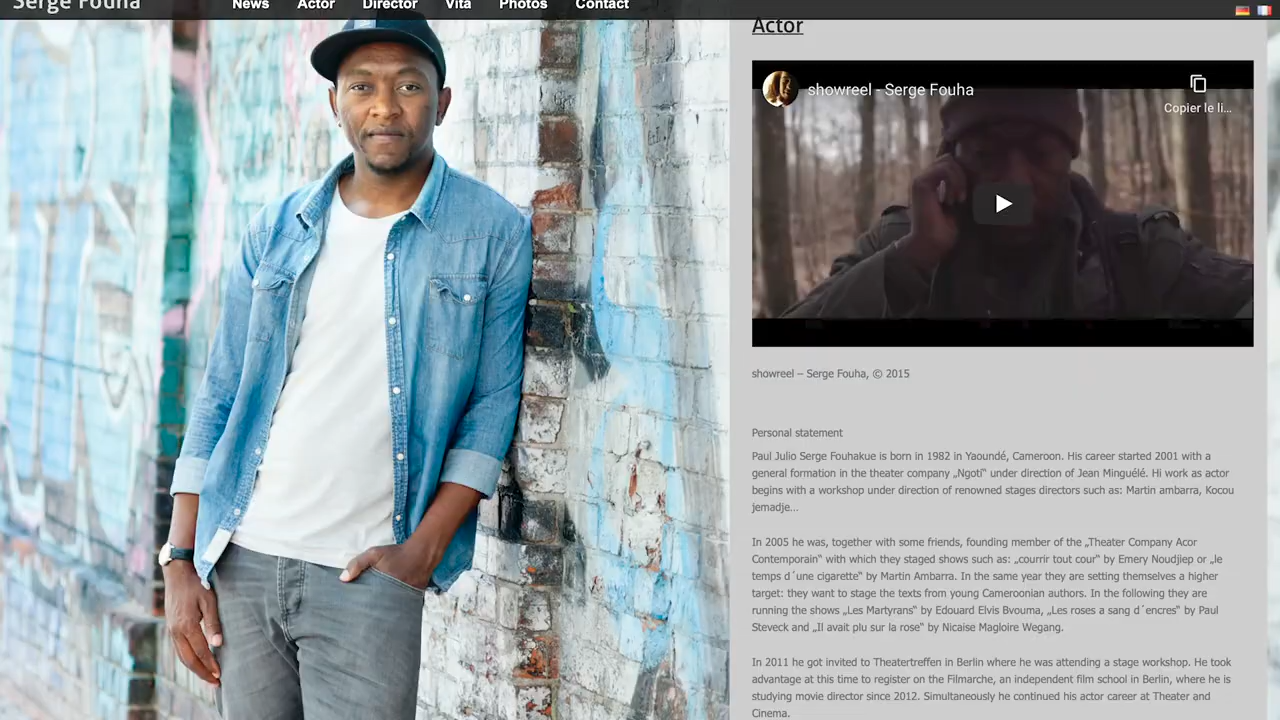 Serge Fouha
News Actor Director Vita Photos Contact
Actor
showreel - Serge Fouha
Copier le li...
showreel – Serge Fouha, © 2015
Personal statement
Paul Julio Serge Fouhakue is born in 1982 in Yaoundé, Cameroon. His career started 2001 with a
general formation in the theater company „Ngoti“ under direction of Jean Minguélé. Hi work as actor
begins with a workshop under direction of renowned stages directors such as: Martin ambarra, Kocou
jemadje…
In 2005 he was, together with some friends, founding member of the „Theater Company Acor
Contemporain“ with which they staged shows such as: „courrir tout cour“ by Emery Noudjiep or „le
temps d´une cigarette“ by Martin Ambarra. In the same year they are setting themselves a higher
target: they want to stage the texts from young Cameroonian authors. In the following they are
running the shows „Les Martyrans“ by Edouard Elvis Bvouma, „Les roses a sang d´encres“ by Paul
Steveck and „Il avait plu sur la rose“ by Nicaise Magloire Wegang.
In 2011 he got invited to Theatertreffen in Berlin where he was attending a stage workshop. He took
advantage at this time to register on the Filmarche, an independent film school in Berlin, where he is
studying movie director since 2012. Simultaneously he continued his actor career at Theater and
Cinema.